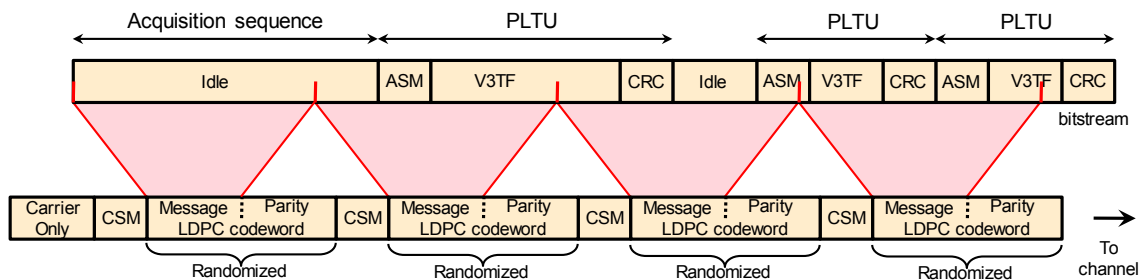 Acquisition sequence PLTU PLTU PLTU
Idle ASM V3TF CRC Idle ASM V3TF CRC ASM V3TF CRC
bitstream
Carrier Only CSM Message Parity LDPC codeword CSM Message Parity LDPC codeword CSM Message Parity LDPC codeword CSM Message Parity LDPC codeword
Randomized Randomized Randomized Randomized
To channel